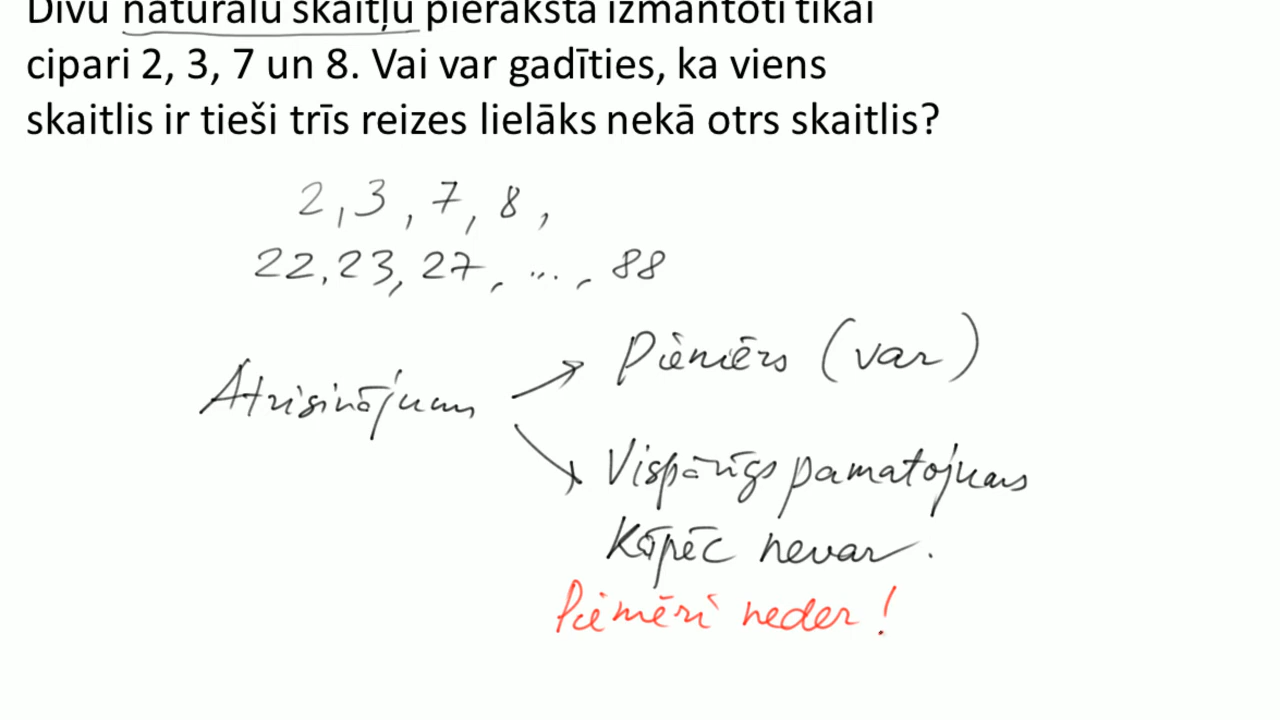 Divu naturālu skaitļu pierakstā izmantoti tikai
cipari 2, 3, 7 un 8. Vai var gadīties, ka viens
skaitlis ir tieši trīs reizes lielāks nekā otrs skaitlis?
2, 3, 7, 8,
22, 23, 27, ..., 88
Piemērs (var)
Atrisinājums
Vispārīgs pamatojums
Kāpēc nevar.
Piemēri neder!